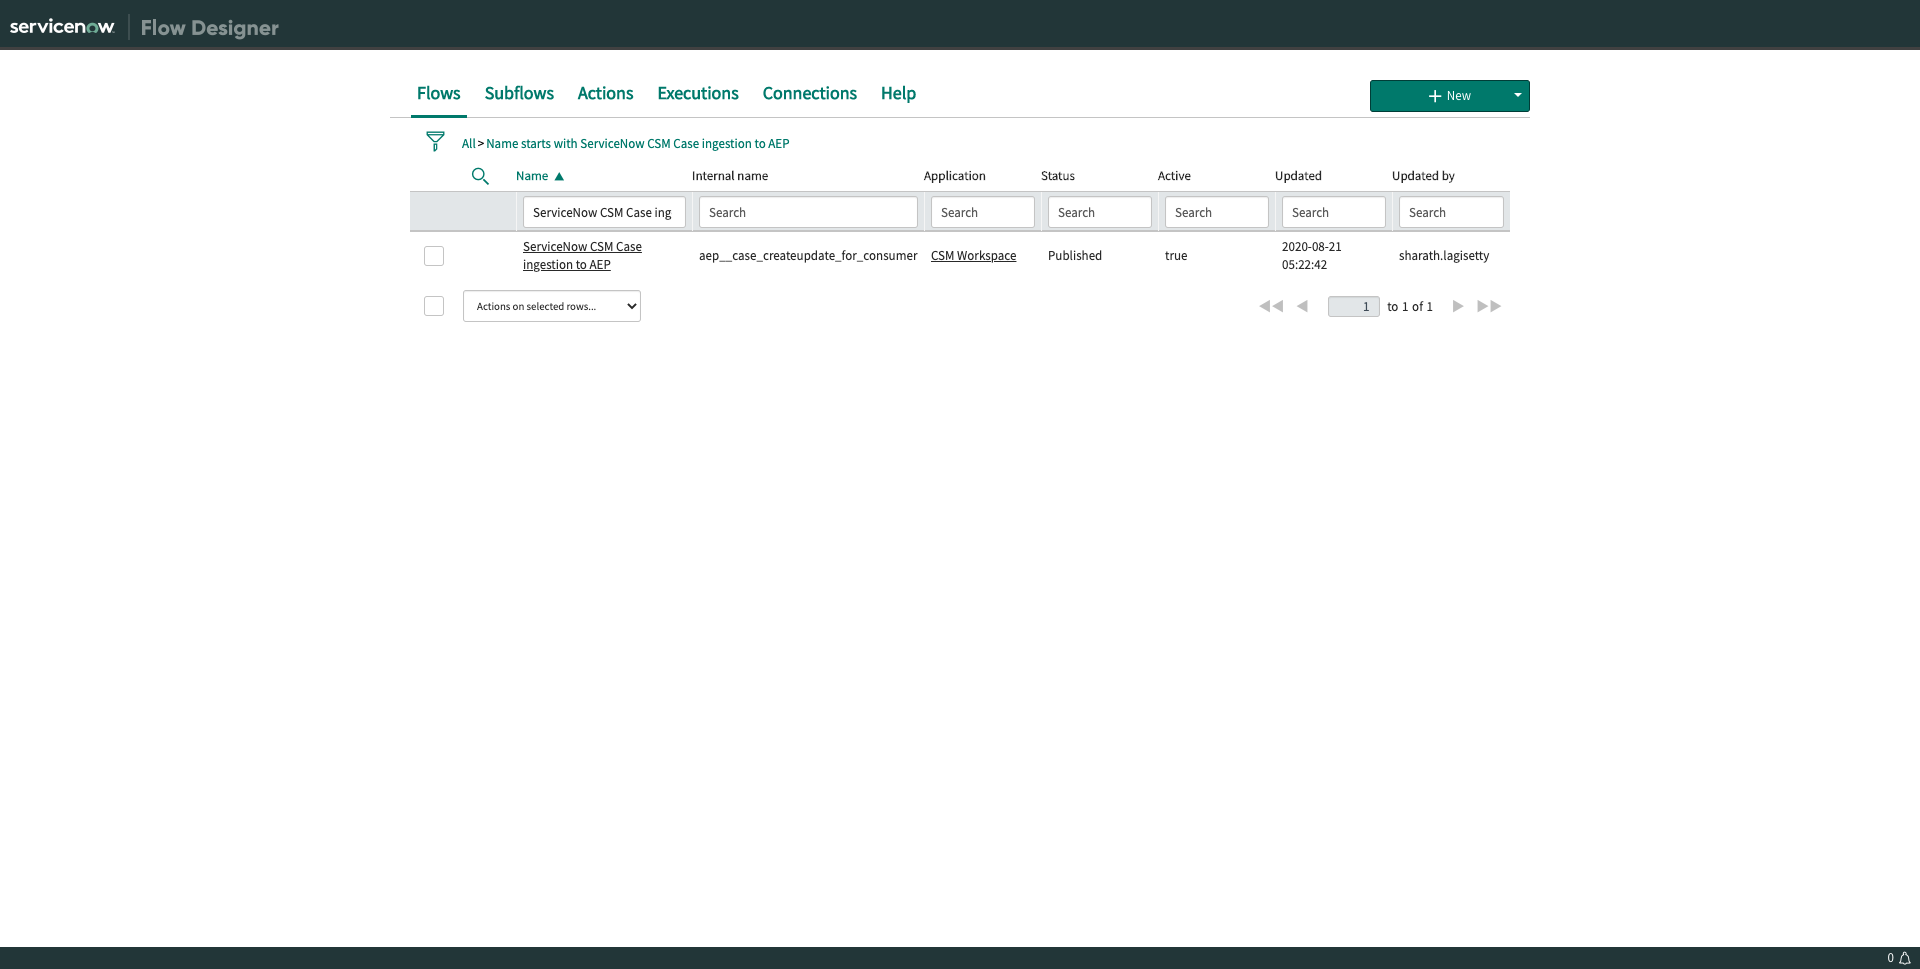 servicenow Flow Designer
Flows Subflows Actions Executions Connections Help New
All > Name starts with ServiceNow CSM Case ingestion to AEP
Name Internal name Application Status Active Updated Updated by
ServiceNow CSM Case ing Search Search Search Search Search Search
ServiceNow CSM Case
ingestion to AEP
aep__case_createupdate_for_consumer CSM Workspace Published true
2020-08-21
05:22:42
sharath.lagisetty
Actions on selected rows... 1 to 1 of 1
0